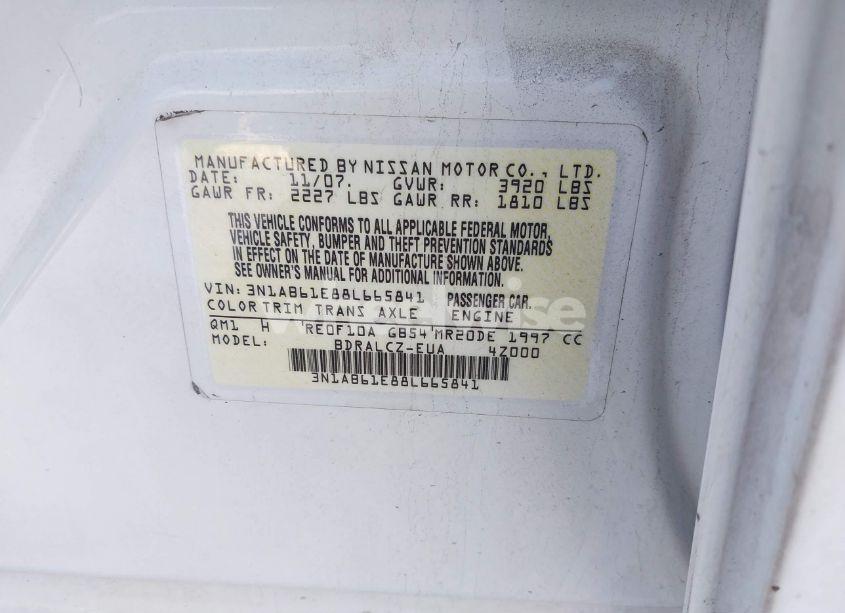 MANUFACTURED BY NISSAN MOTOR CO., LTD.
DATE: 11/07. GVWR: 3920 LBS
GAWR FR: 2227 LBS GAWR RR: 1810 LBS
THIS VEHICLE CONFORMS TO ALL APPLICABLE FEDERAL MOTOR,
VEHICLE SAFETY, BUMPER AND THEFT PREVENTION STANDARDS
IN EFFECT ON THE DATE OF MANUFACTURE SHOWN ABOVE.
SEE OWNER'S MANUAL FOR ADDITIONAL INFORMATION.
VIN: 3N1AB61E88L665841 PASSENGER CAR.
COLOR TRIM TRANS AXLE ENGINE
QM1 H RE0F10A GB54 MR20DE 1997 CC
MODEL: BDRALCZ-EUA 4Z000
3N1AB61E88L665841